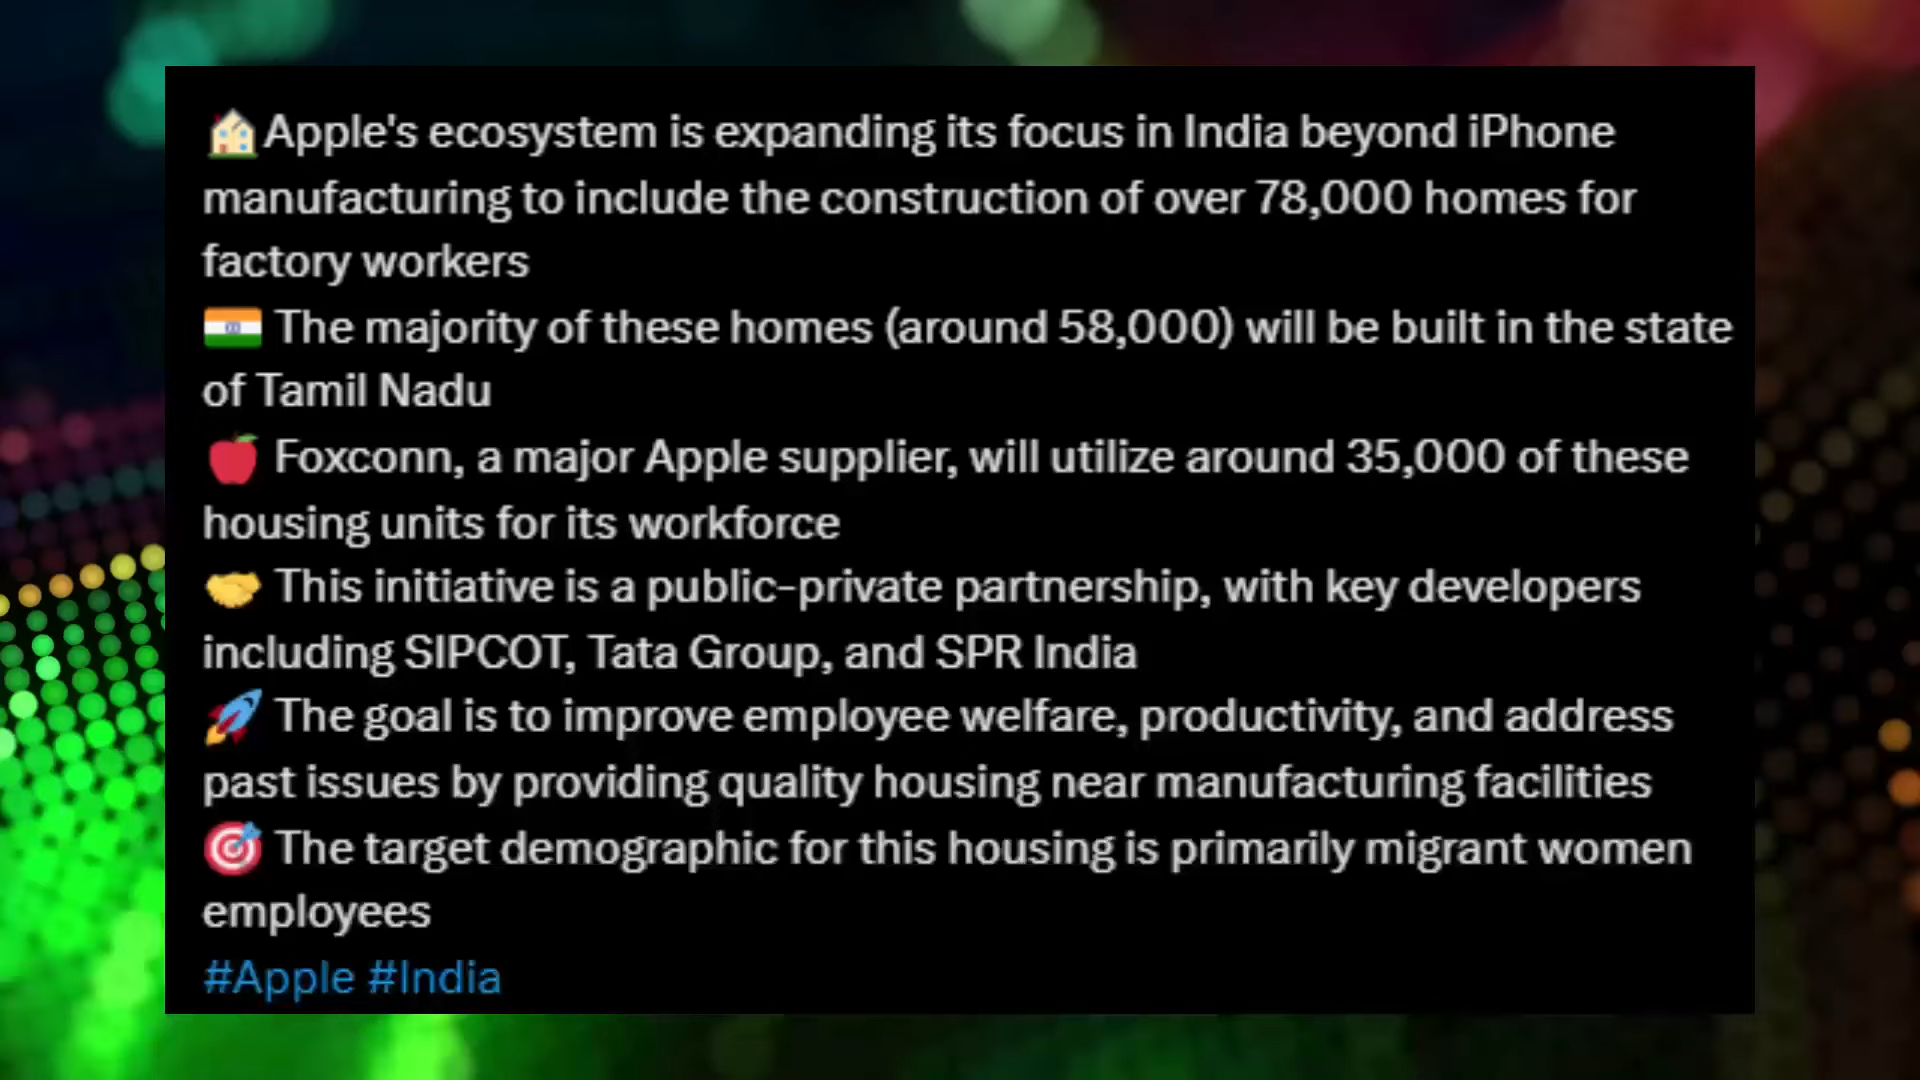 🏠Apple's ecosystem is expanding its focus in India beyond iPhone
manufacturing to include the construction of over 78,000 homes for
factory workers
🇮🇳 The majority of these homes (around 58,000) will be built in the state
of Tamil Nadu
🍎 Foxconn, a major Apple supplier, will utilize around 35,000 of these
housing units for its workforce
🤝 This initiative is a public-private partnership, with key developers
including SIPCOT, Tata Group, and SPR India
🚀 The goal is to improve employee welfare, productivity, and address
past issues by providing quality housing near manufacturing facilities
🎯 The target demographic for this housing is primarily migrant women
employees
#Apple #India